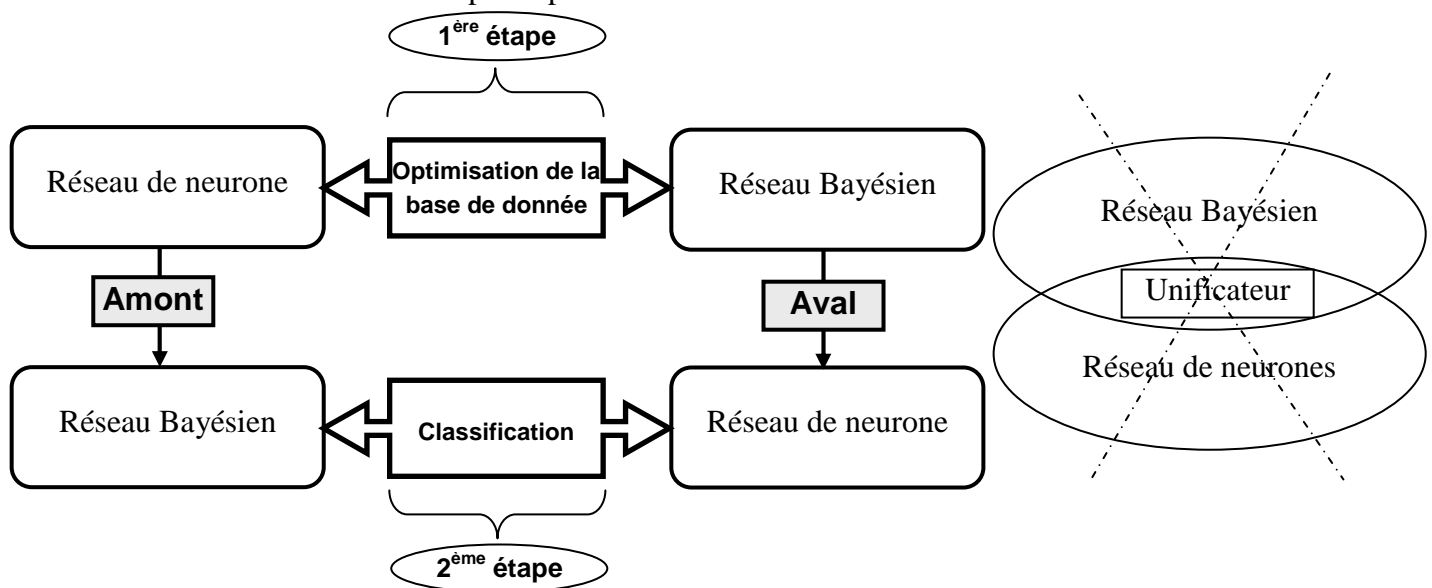 1ère étape
Réseau de neurone
Optimisation de la
base de donnée
Réseau Bayésien
Amont
Aval
Réseau Bayésien
Classification
Réseau de neurone
2ème étape
Réseau Bayésien
Unificateur
Réseau de neurones